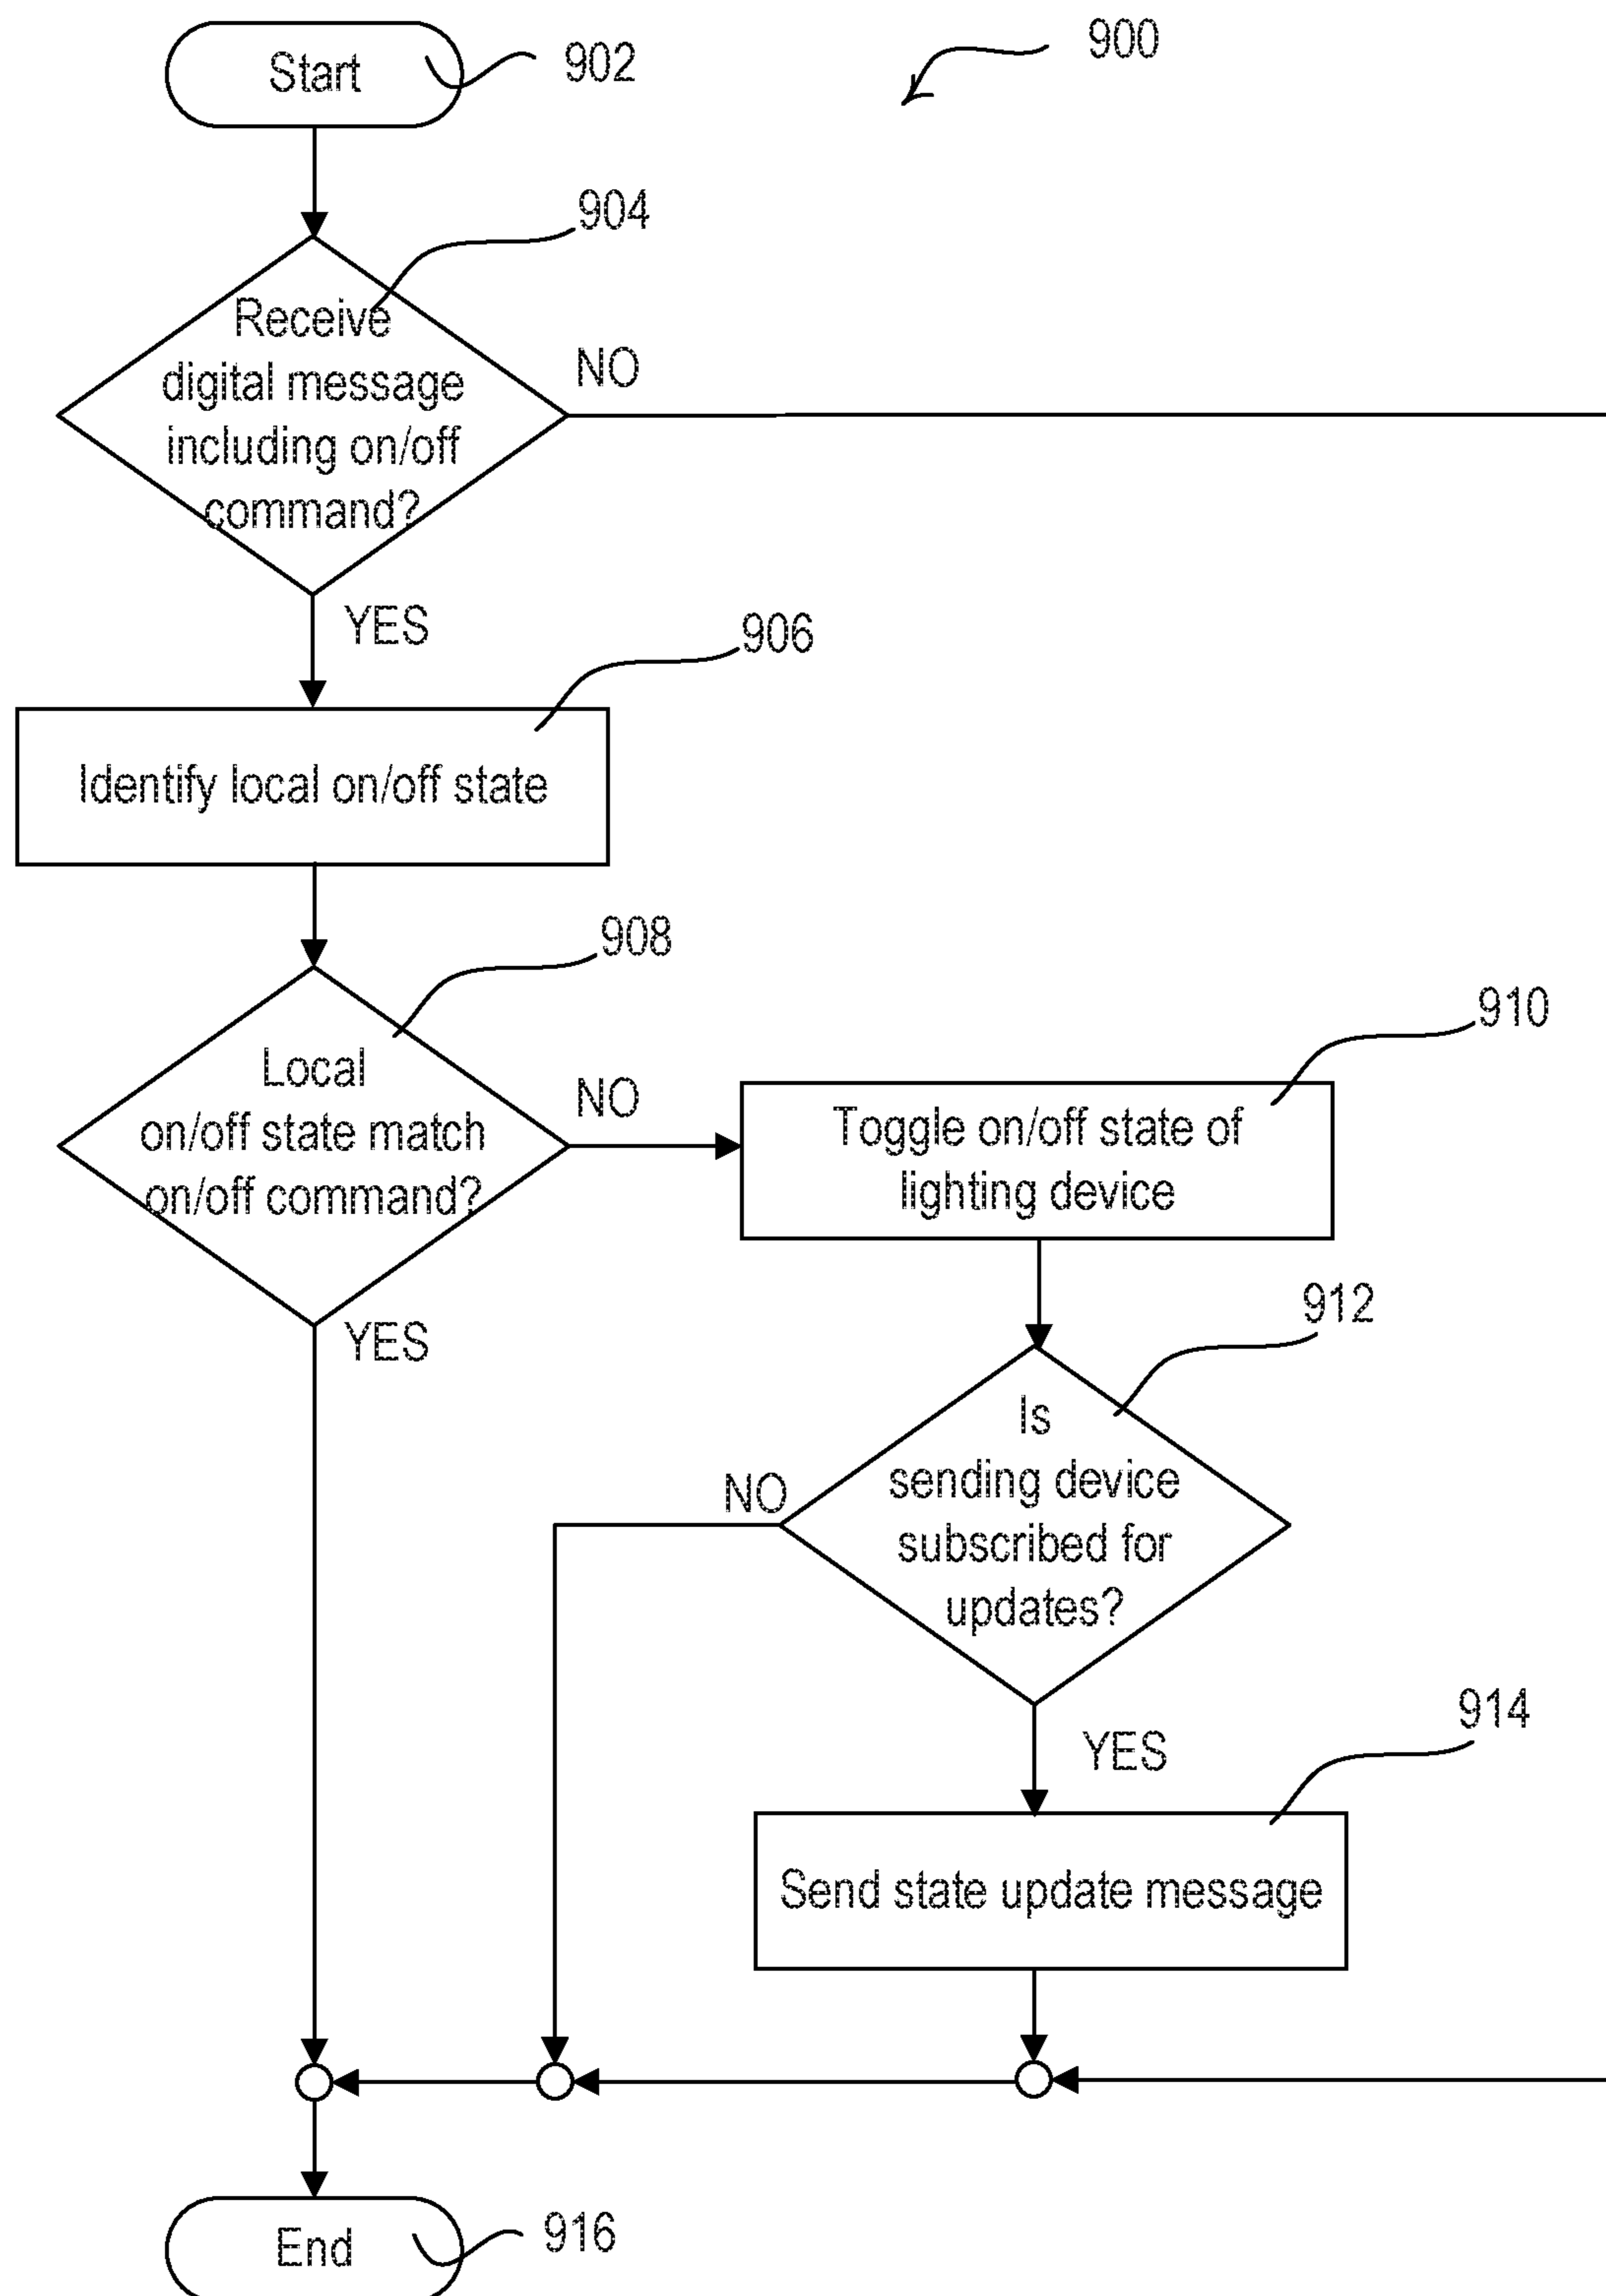 Start
902
900
904
Receive
digital message
including on/off
command?
NO
YES
906
Identify local on/off state
908
Local
on/off state match
on/off command?
NO
YES
910
Toggle on/off state of
lighting device
912
Is
sending device
subscribed for
updates?
NO
YES
914
Send state update message
End
916